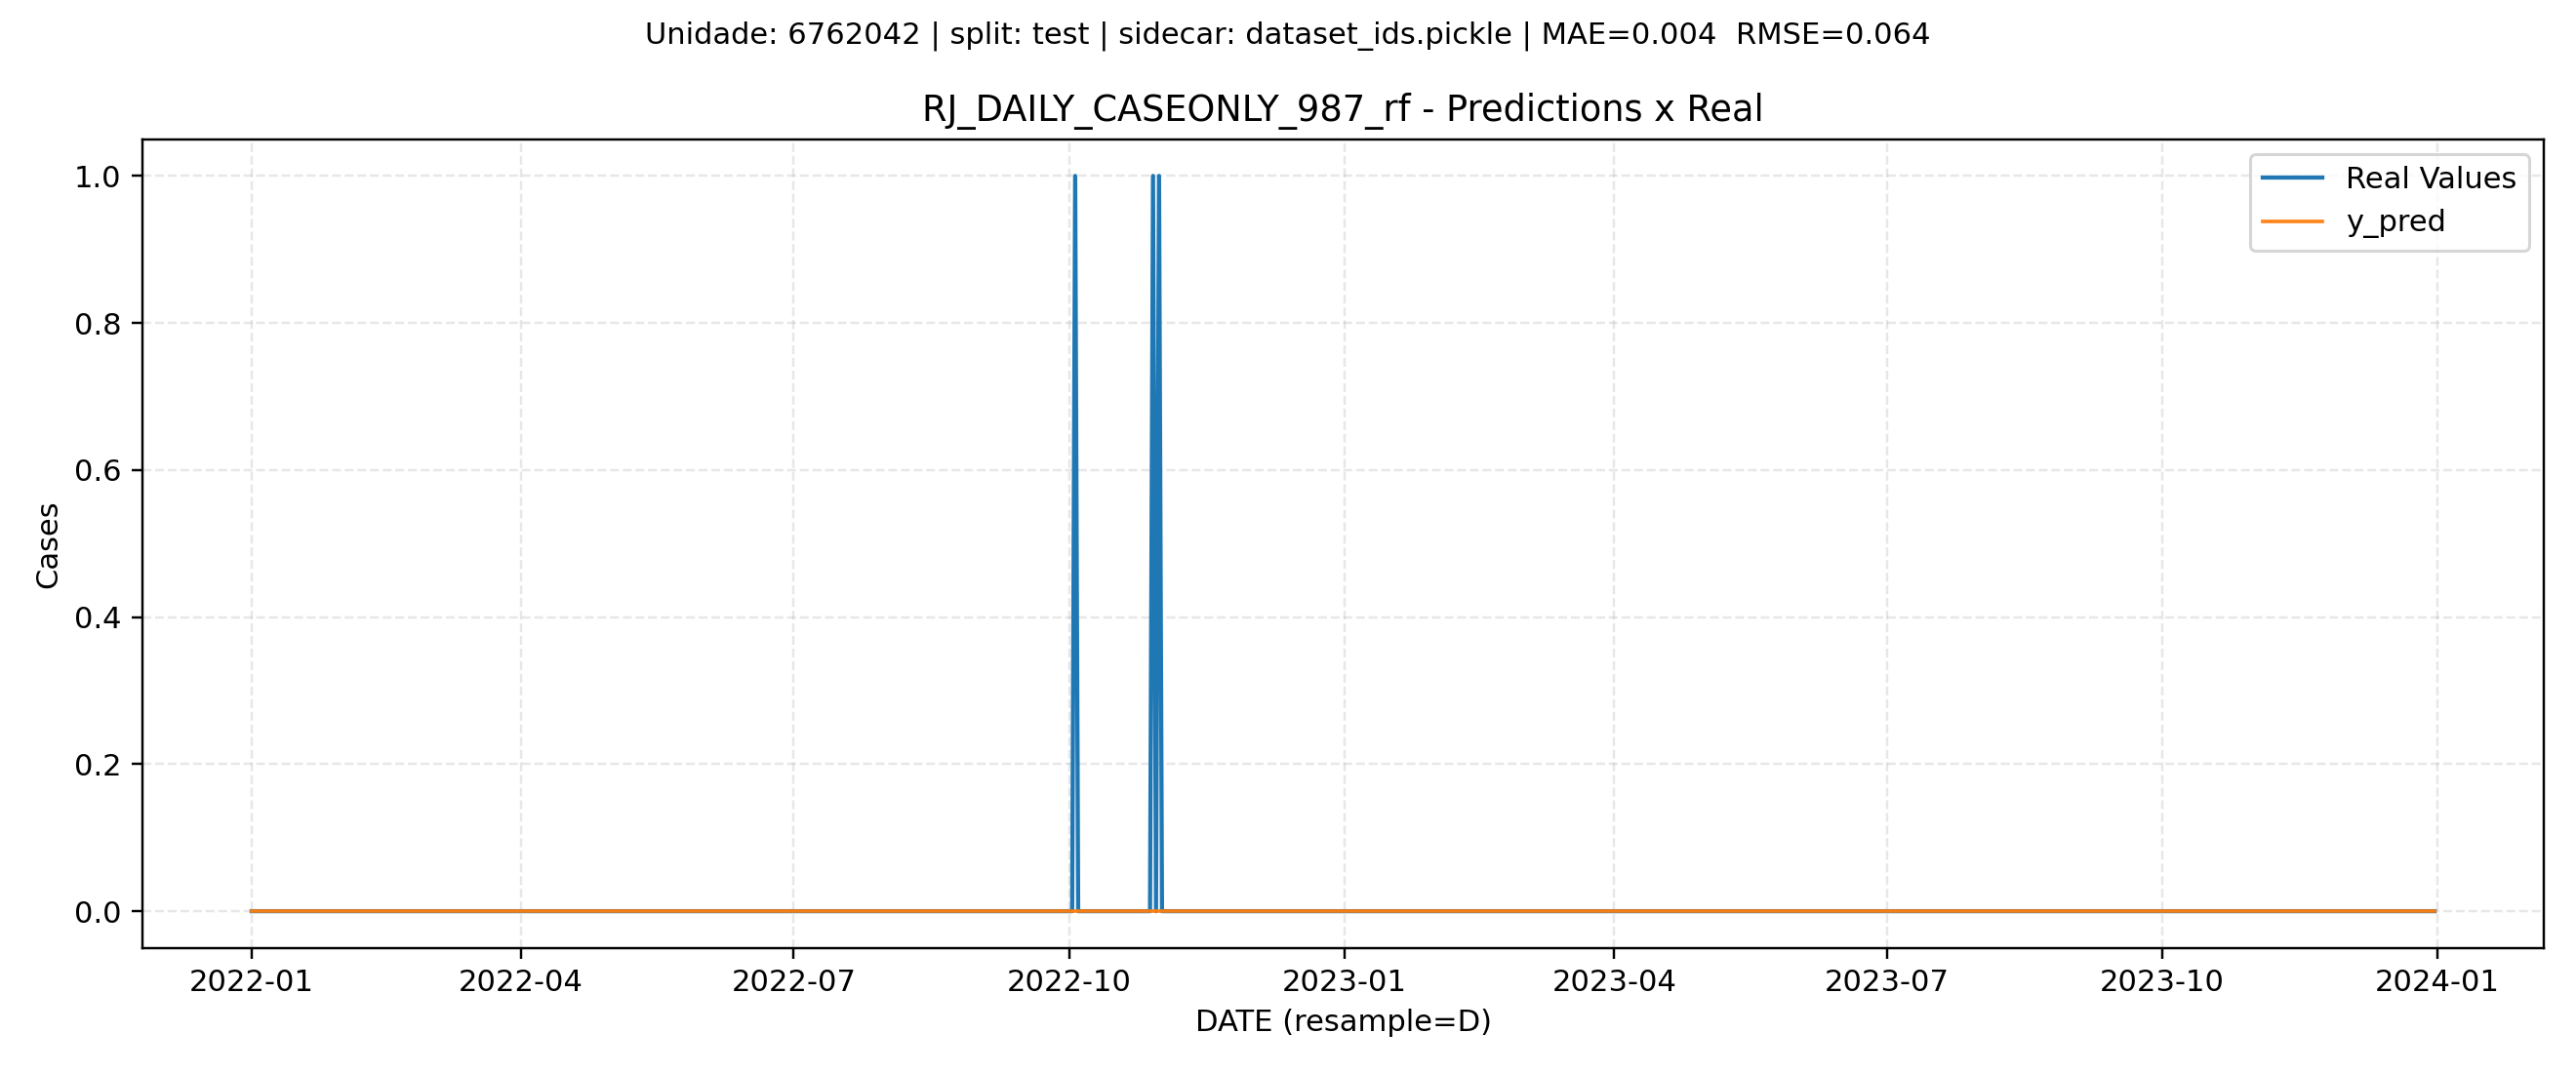 Unidade: 6762042 | split: test | sidecar: dataset_ids.pickle | MAE=0.004  RMSE=0.064
RJ_DAILY_CASEONLY_987_rf - Predictions x Real
Real Values
y_pred
1.0
0.8
0.6
0.4
0.2
0.0
Cases
2022-01 2022-04 2022-07 2022-10 2023-01 2023-04 2023-07 2023-10 2024-01
DATE (resample=D)